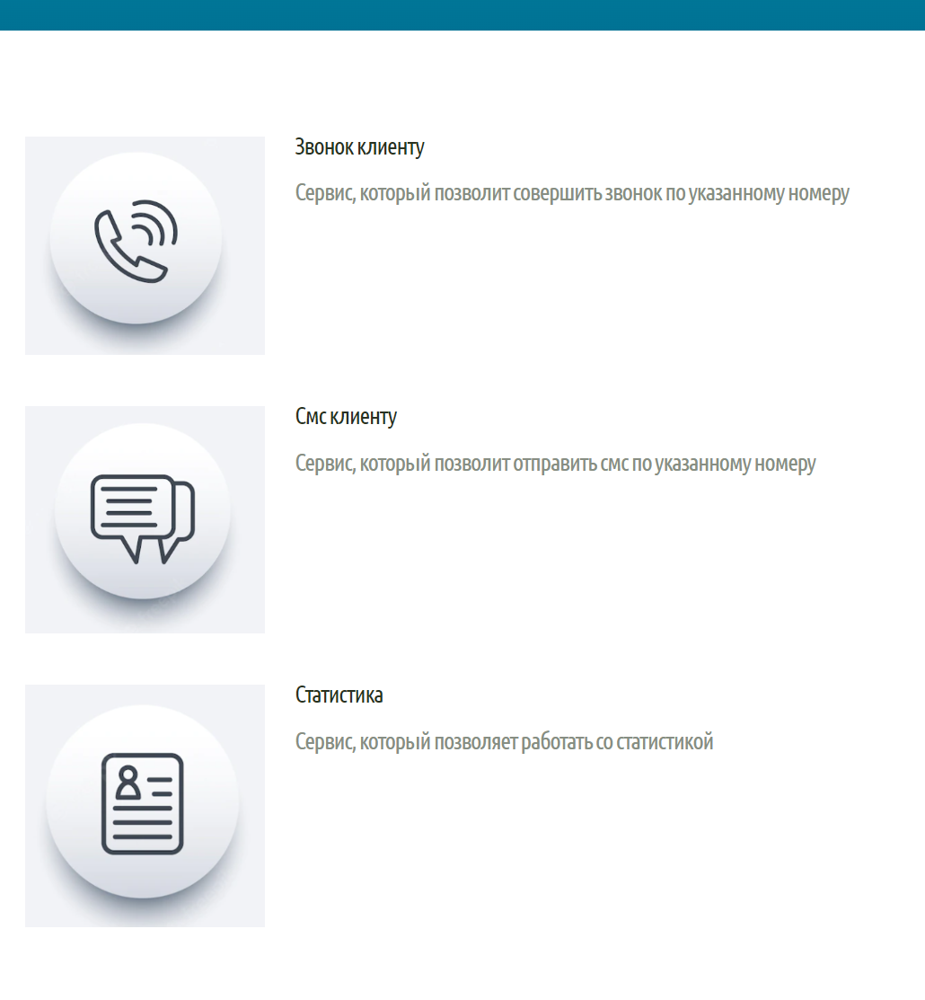 Звонок клиенту
Сервис, который позволит совершить звонок по указанному номеру
Смс клиенту
Сервис, который позволит отправить смс по указанному номеру
Статистика
Сервис, который позволяет работать со статистикой